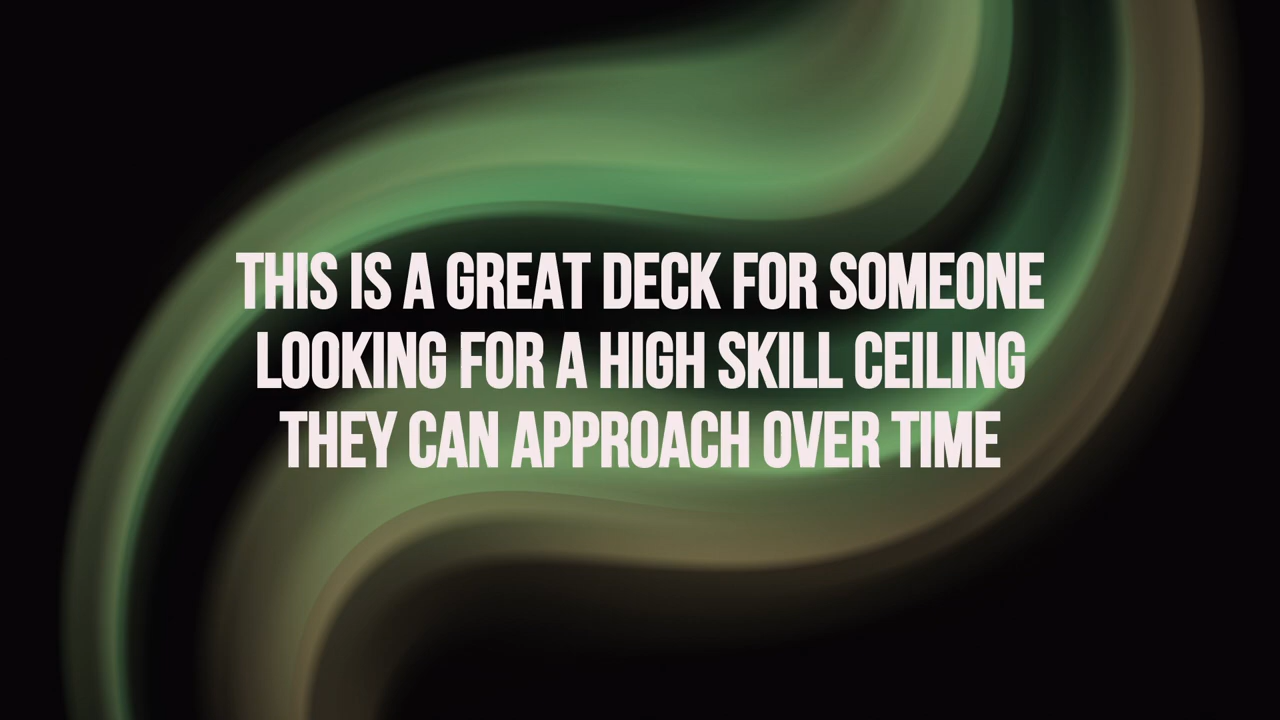 THIS IS A GREAT DECK FOR SOMEONE
LOOKING FOR A HIGH SKILL CEILING
THEY CAN APPROACH OVER TIME